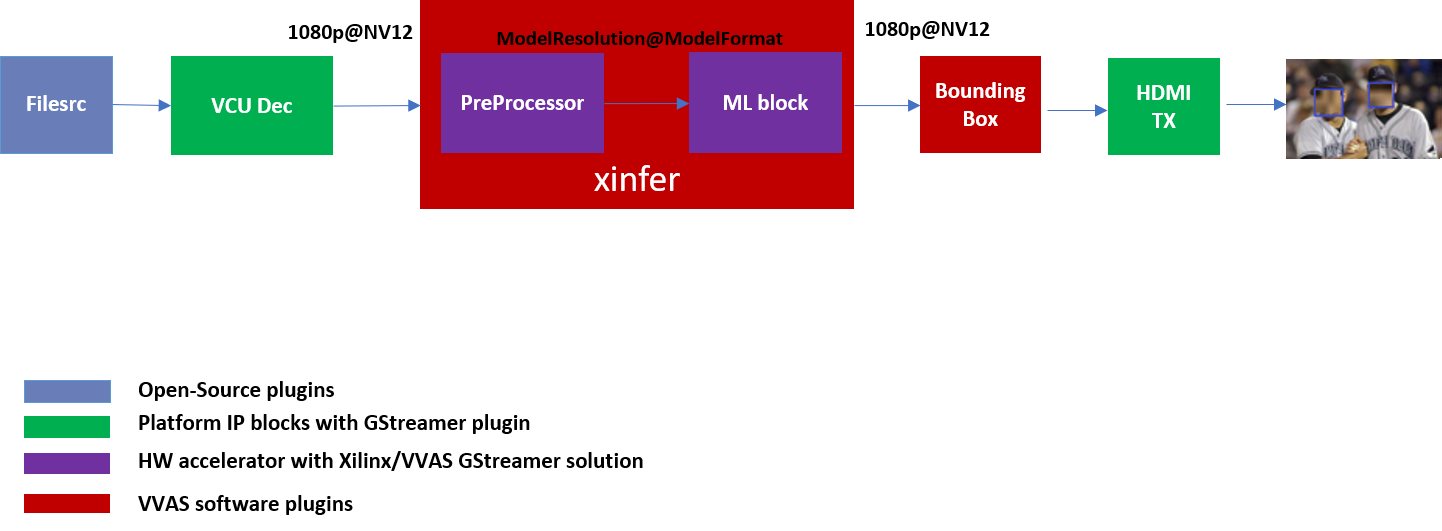 1080p@NV12
ModelResolution@ModelFormat
1080p@NV12
Filesrc
VCU Dec
PreProcessor
ML block
xinfer
Bounding
Box
HDMI
TX
Open-Source plugins
Platform IP blocks with GStreamer plugin
HW accelerator with Xilinx/VVAS GStreamer solution
VVAS software plugins